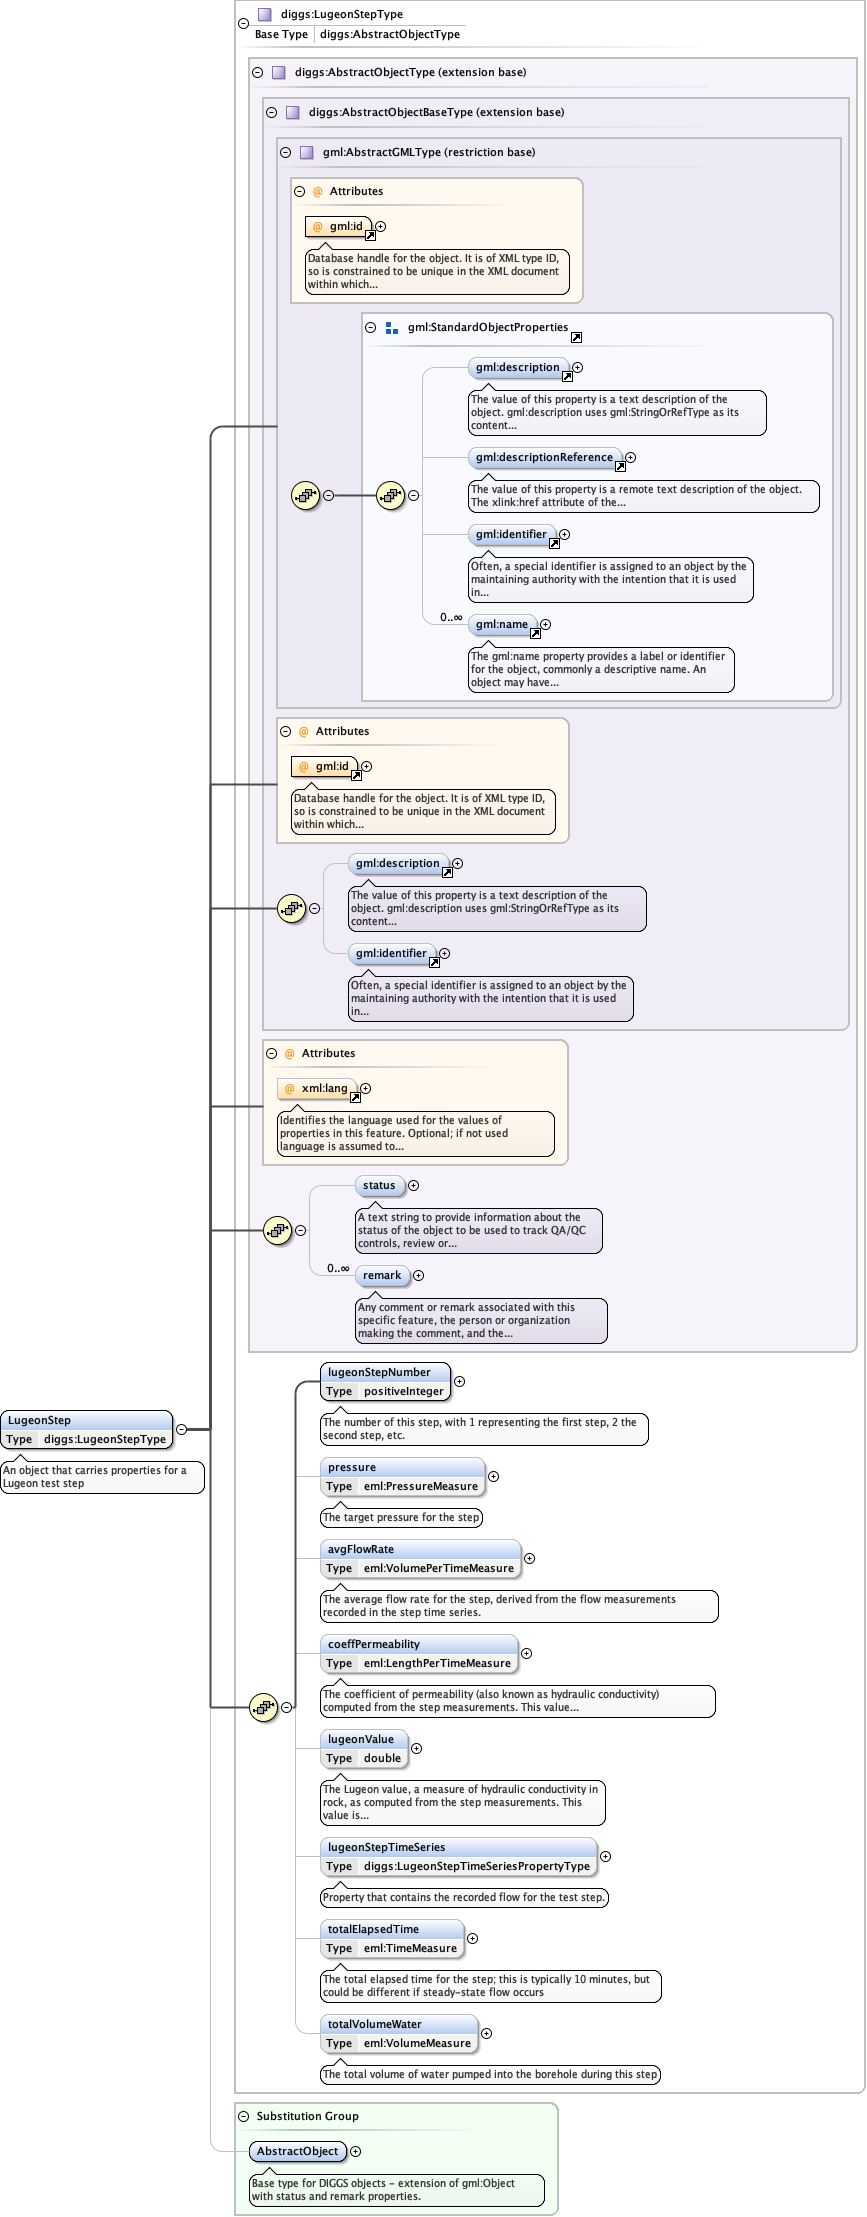 diggs:LugeonStepType
Base Type diggs:AbstractObjectType
diggs:AbstractObjectType (extension base)
diggs:AbstractObjectBaseType (extension base)
gml:AbstractGMLType (restriction base)
@ Attributes
@ gml:id
Database handle for the object. It is of XML type ID,
so is constrained to be unique in the XML document
within which...
gml:StandardObjectProperties
gml:description
The value of this property is a text description of the
object. gml:description uses gml:StringOrRefType as its
content...
gml:descriptionReference
The value of this property is a remote text description of the object.
The xlink:href attribute of the...
gml:identifier
Often, a special identifier is assigned to an object by the
maintaining authority with the intention that it is used
in...
0..∞
gml:name
The gml:name property provides a label or identifier
for the object, commonly a descriptive name. An
object may have...
@ Attributes
@ gml:id
Database handle for the object. It is of XML type ID,
so is constrained to be unique in the XML document
within which...
gml:description
The value of this property is a text description of the
object. gml:description uses gml:StringOrRefType as its
content...
gml:identifier
Often, a special identifier is assigned to an object by the
maintaining authority with the intention that it is used
in...
@ Attributes
@ xml:lang
Identifies the language used for the values of
properties in this feature. Optional; if not used
language is assumed to...
status
A text string to provide information about the
status of the object to be used to track QA/QC
controls, review or...
0..∞
remark
Any comment or remark associated with this
specific feature, the person or organization
making the comment, and the...
LugeonStep
Type diggs:LugeonStepType
An object that carries properties for a
Lugeon test step
lugeonStepNumber
Type positiveInteger
The number of this step, with 1 representing the first step, 2 the
second step, etc.
pressure
Type eml:PressureMeasure
The target pressure for the step
avgFlowRate
Type eml:VolumePerTimeMeasure
The average flow rate for the step, derived from the flow measurements
recorded in the step time series.
coeffPermeability
Type eml:LengthPerTimeMeasure
The coefficient of permeability (also known as hydraulic conductivity)
computed from the step measurements. This value...
lugeonValue
Type double
The Lugeon value, a measure of hydraulic conductivity in
rock, as computed from the step measurements. This
value is...
lugeonStepTimeSeries
Type diggs:LugeonStepTimeSeriesPropertyType
Property that contains the recorded flow for the test step.
totalElapsedTime
Type eml:TimeMeasure
The total elapsed time for the step; this is typically 10 minutes, but
could be different if steady-state flow occurs
totalVolumeWater
Type eml:VolumeMeasure
The total volume of water pumped into the borehole during this step
Substitution Group
AbstractObject
Base type for DIGGS objects - extension of gml:Object
with status and remark properties.